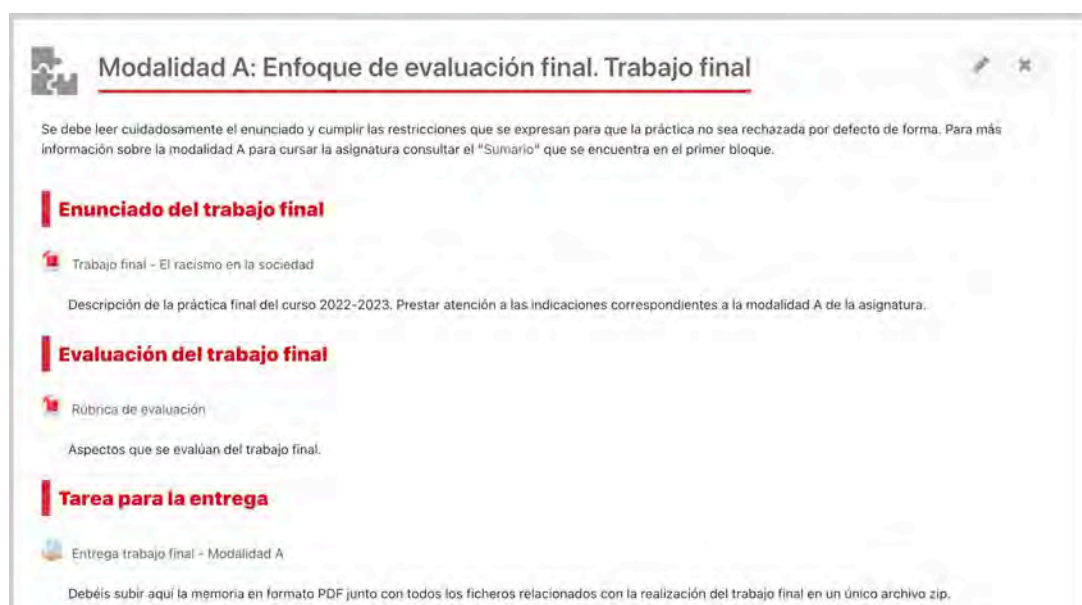 Modalidad A: Enfoque de evaluación final. Trabajo final
Se debe leer cuidadosamente el enunciado y cumplir las restricciones que se expresan para que la práctica no sea rechazada por defecto de forma. Para más
información sobre la modalidad A para cursar la asignatura consultar el "Sumario" que se encuentra en el primer bloque.
Enunciado del trabajo final
Trabajo final - El racismo en la sociedad
Descripción de la práctica final del curso 2022-2023. Prestar atención a las indicaciones correspondientes a la modalidad A de la asignatura.
Evaluación del trabajo final
Rúbrica de evaluación
Aspectos que se evalúan del trabajo final.
Tarea para la entrega
Entrega trabajo final - Modalidad A
Debéis subir aquí la memoria en formato PDF junto con todos los ficheros relacionados con la realización del trabajo final en un único archivo zip.